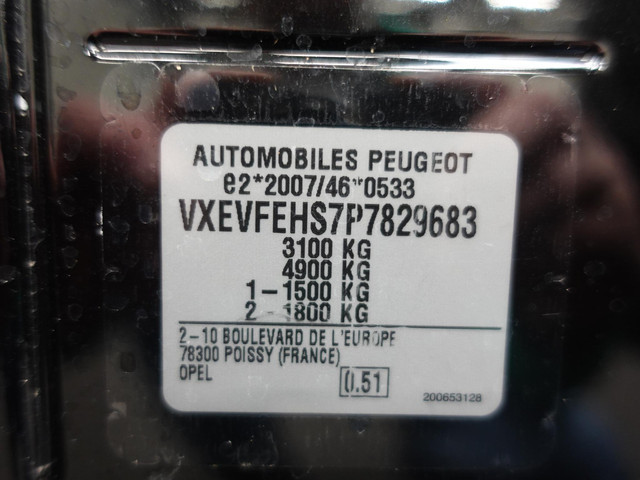 AUTOMOBILES PEUGEOT
e2*2007/46*0533
VXEVFEHS7P7829683
3100 KG
4900 KG
1-1500 KG
2-1800 KG
2-10 BOULEVARD DE L'EUROPE
78300 POISSY (FRANCE)
OPEL
0.51
200653128